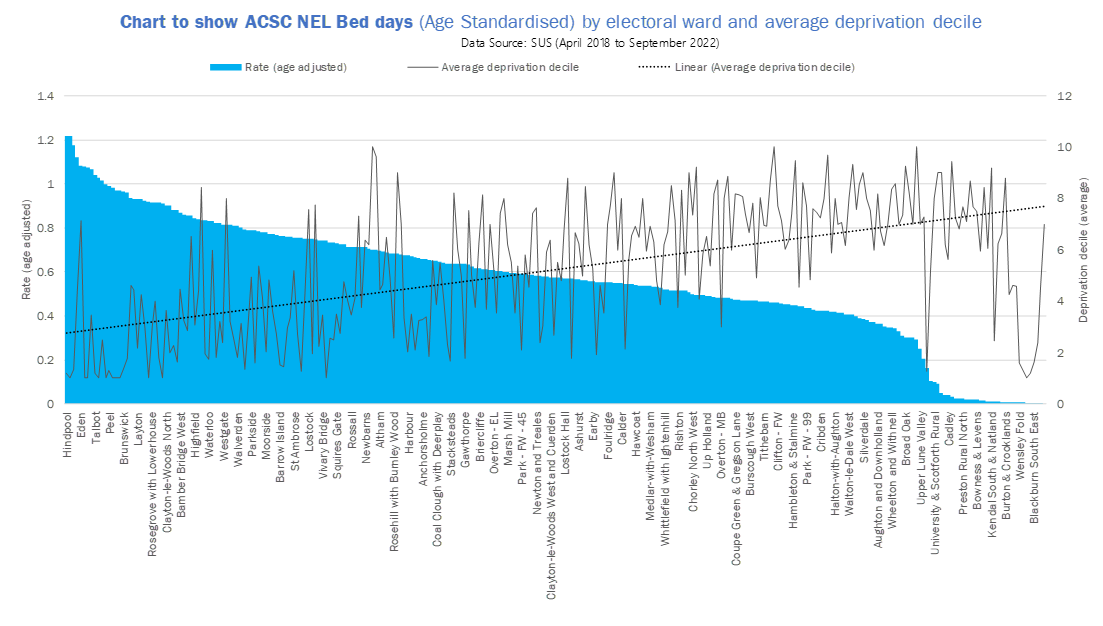 Chart to show ACSC NEL Bed days (Age Standardised) by electoral ward and average deprivation decile
Data Source: SUS (April 2018 to September 2022)
Rate (age adjusted)
Average deprivation decile
Linear (Average deprivation decile)
1.4
1.2
1
0.8
0.6
0.4
0.2
0
Rate (age adjusted)
12
10
8
6
4
2
0
Deprivation decile (average)
Hindpool
Eden
Talbot
Peel
Brunswick
Layton
Rosegrove with Lowerhouse
Clayton-le-Woods North
Bamber Bridge West
Highfield
Waterloo
Westgate
Walverden
Parkside
Moorside
Barrow Island
St Ambrose
Lostock
Vivary Bridge
Squires Gate
Rossall
Newbarns
Altham
Rosehill with Burnley Wood
Harbour
Anchorsholme
Coal Clough with Deerplay
Stacksteads
Gawthorpe
Briercliffe
Overton - EL
Marsh Mill
Park - FW - 45
Newton and Treales
Clayton-le-Woods West and Cuerden
Lostock Hall
Ashurst
Earby
Foulridge
Calder
Hawcoat
Medlar-with-Wesham
Whittlefield with Ightenhill
Rishton
Chorley North West
Up Holland
Overton - MB
Coupe Green & Gregson Lane
Burscough West
Tithebarn
Clifton - FW
Hambleton & Stalmine
Park - FW - 99
Cribden
Halton-with-Aughton
Walton-le-Dale West
Silverdale
Aughton and Downholland
Wheelton and Withnell
Broad Oak
Upper Lune Valley
University & Scotforth Rural
Cadley
Preston Rural North
Bowness & Levens
Kendal South & Natland
Burton & Crooklands
Wensley Fold
Blackburn South East